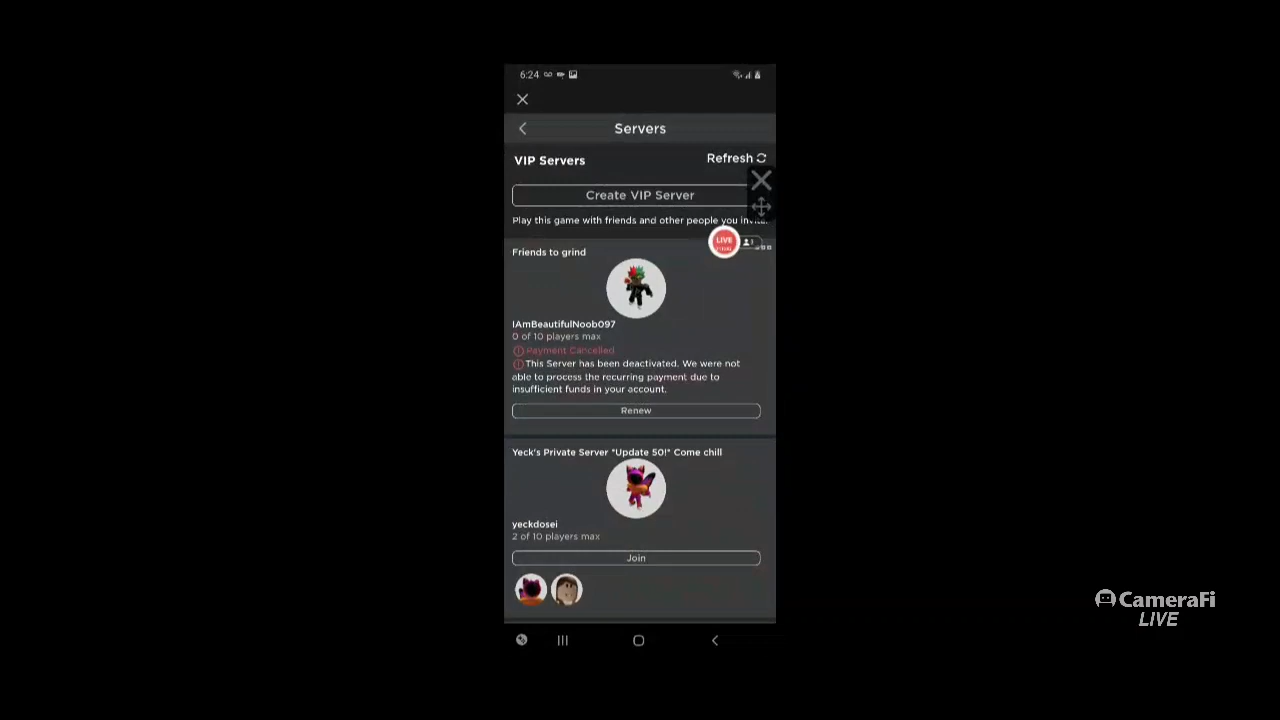 6:24
Servers
VIP Servers
Refresh
Create VIP Server
Play this game with friends and other people you invite.
LIVE
Friends to grind
IAmBeautifulNoob097
0 of 10 players max
Payment Cancelled
This Server has been deactivated. We were not
able to process the recurring payment due to
insufficient funds in your account.
Renew
Yeck's Private Server "Update 50!" Come chill
yeckdosei
2 of 10 players max
Join
CameraFi
LIVE